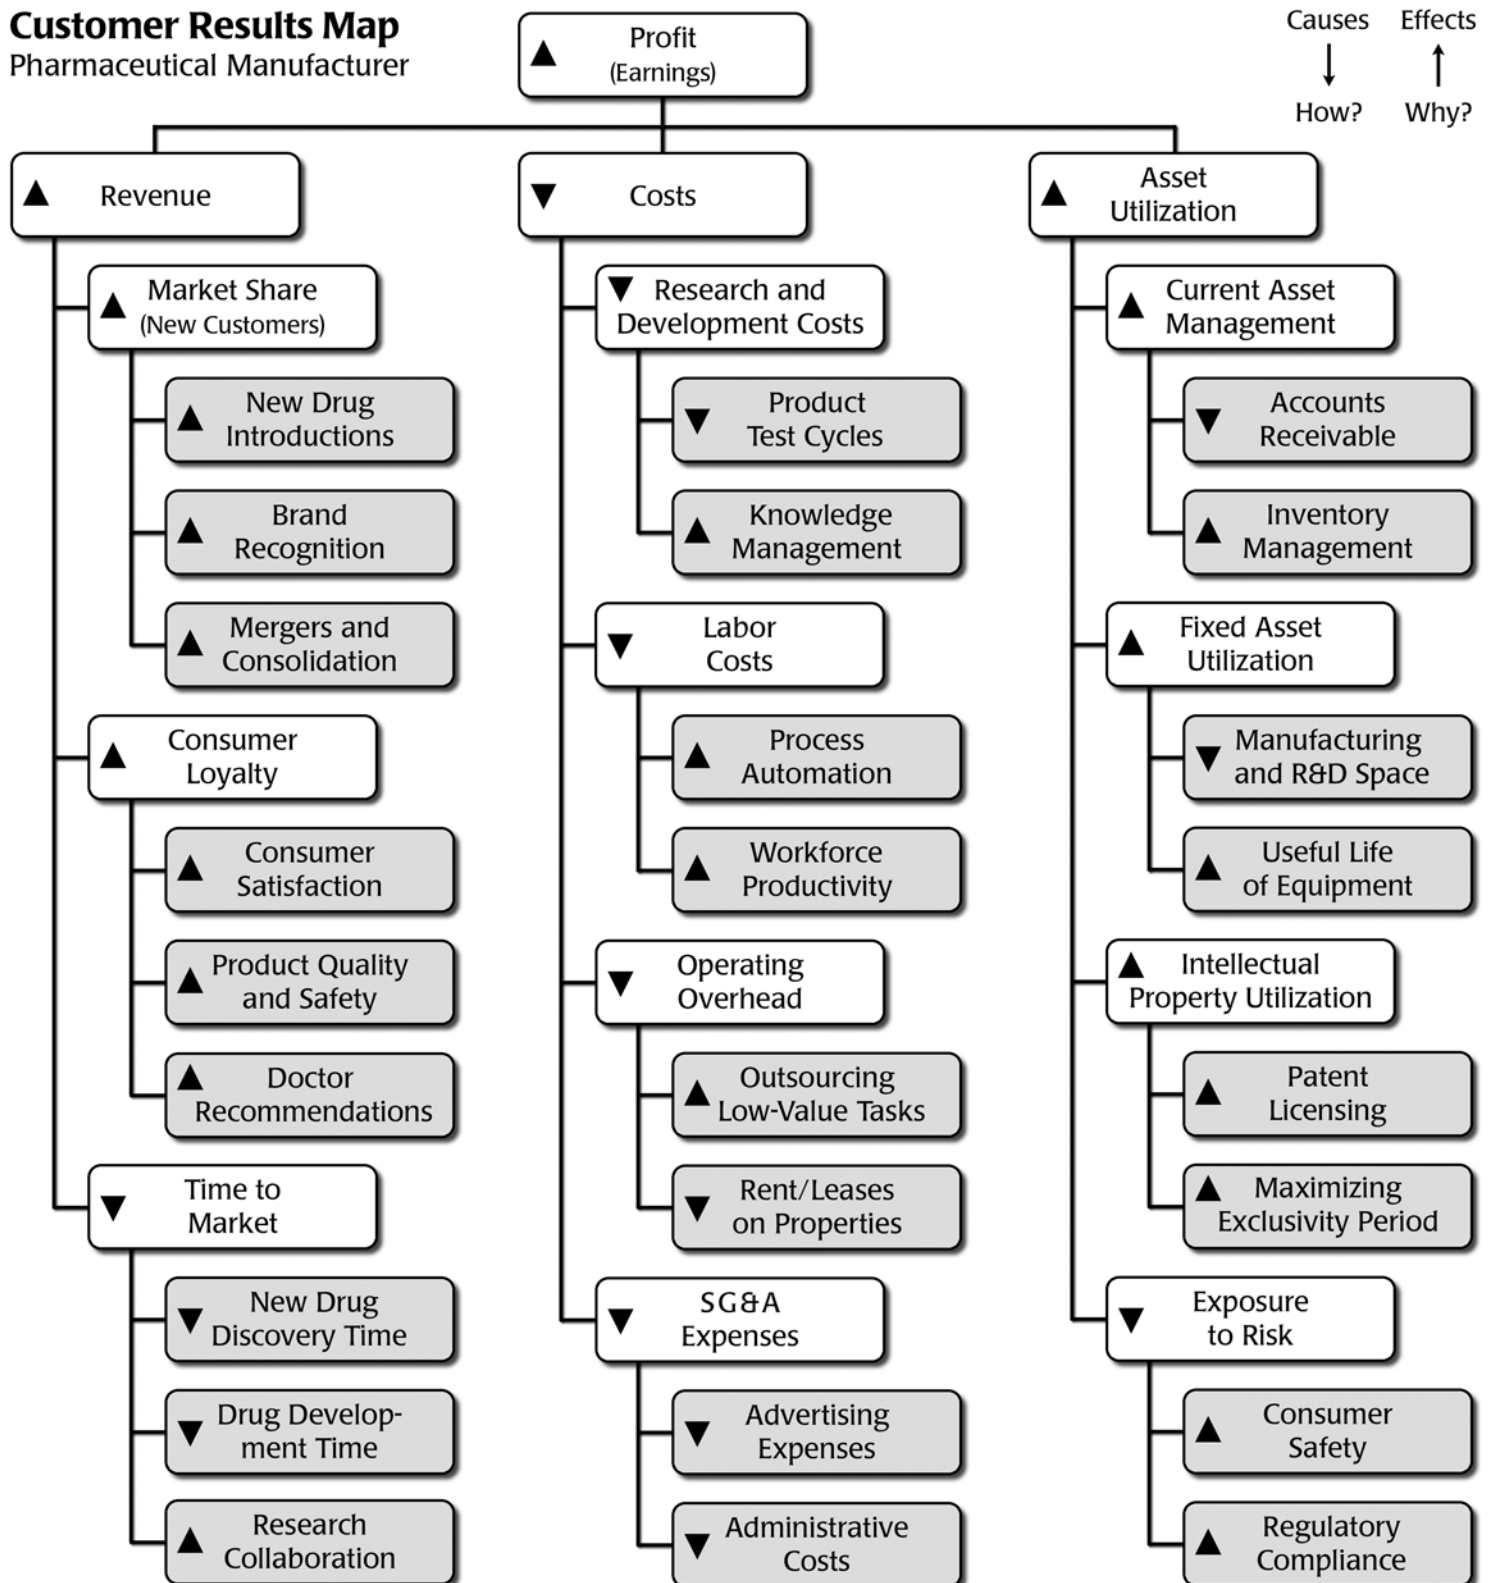 Customer Results Map
Pharmaceutical Manufacturer
Profit
(Earnings)
Causes
Effects
How?
Why?
Revenue
Market Share
(New Customers)
New Drug
Introductions
Brand
Recognition
Mergers and
Consolidation
Consumer
Loyalty
Consumer
Satisfaction
Product Quality
and Safety
Doctor
Recommendations
Time to
Market
New Drug
Discovery Time
Drug Develop-
ment Time
Research
Collaboration
Costs
Research and
Development Costs
Product
Test Cycles
Knowledge
Management
Labor
Costs
Process
Automation
Workforce
Productivity
Operating
Overhead
Outsourcing
Low-Value Tasks
Rent/Leases
on Properties
SG&A
Expenses
Advertising
Expenses
Administrative
Costs
Asset
Utilization
Current Asset
Management
Accounts
Receivable
Inventory
Management
Fixed Asset
Utilization
Manufacturing
and R&D Space
Useful Life
of Equipment
Intellectual
Property Utilization
Patent
Licensing
Maximizing
Exclusivity Period
Exposure
to Risk
Consumer
Safety
Regulatory
Compliance